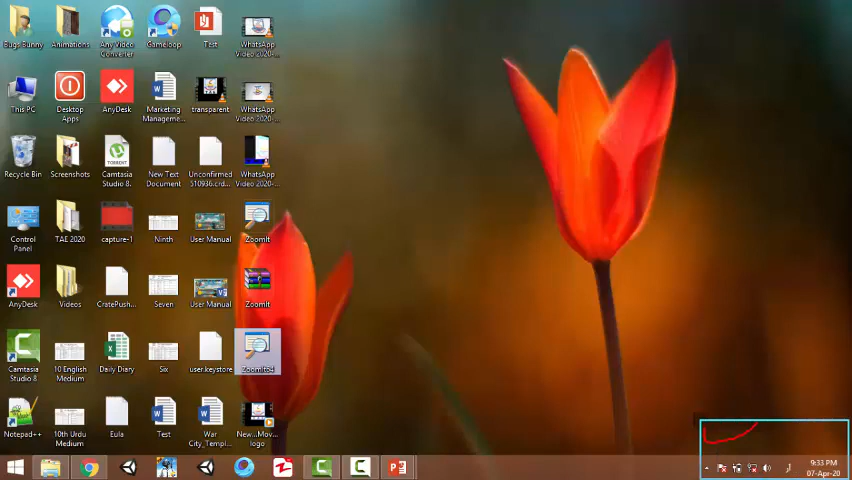 Bugs Bunny
Animations
Any Video
Converter
Gameloop
Test
WhatsApp
Video 2020-...
This PC
Desktop
Apps
AnyDesk
Marketing
Manageme...
transparent
WhatsApp
Video 2020-...
Recycle Bin
Screenshots
TORRENT
Camtasia
Studio 8.
New Text
Document
Unconfirmed
510936.crd...
WhatsApp
Video 2020-...
Control
Panel
TAE 2020
capture-1
Ninth
User Manual
ZoomIt
AnyDesk
Videos
CratePush...
Seven
User Manual
ZoomIt
Camtasia
Studio 8
10 English
Medium
Daily Diary
Six
user.keystore
ZoomIt64
Notepad++
10th Urdu
Medium
Eula
Test
War
City_Templ...
New...Mov...
logo
9:33 PM
07-Apr-20